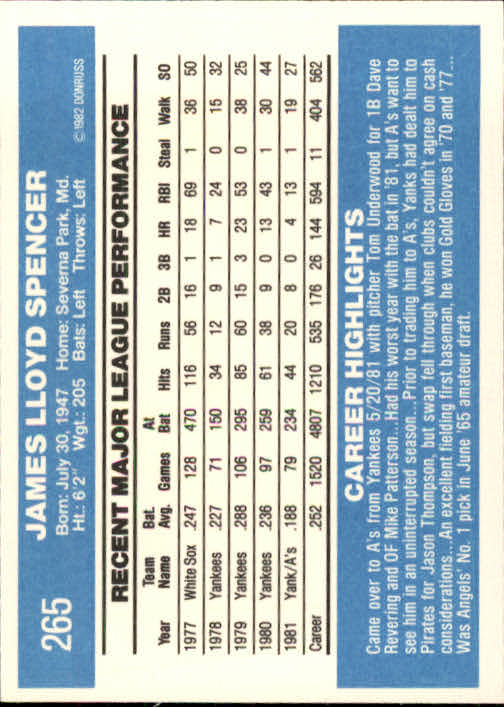 265
JAMES LLOYD SPENCER
Born: July 30, 1947 Home: Severna Park, Md.
Ht.: 6'2" Wgt.: 205 Bats: Left Throws: Left
©1982 DONRUSS
RECENT MAJOR LEAGUE PERFORMANCE
Year Team Name Bat. Avg. Games At Bat Hits Runs 2B 3B HR RBI Steal Walk SO
1977 White Sox .247 128 470 116 56 16 1 18 69 1 36 50
1978 Yankees .227 71 150 34 12 9 1 7 24 0 15 32
1979 Yankees .288 106 295 85 60 15 3 23 53 0 38 25
1980 Yankees .236 97 259 61 38 9 0 13 43 1 30 44
1981 Yank/A's .188 79 234 44 20 8 0 4 13 1 19 27
Career .252 1520 4807 1210 535 176 26 144 594 11 404 562
CAREER HIGHLIGHTS
Came over to A's from Yankees 5/20/81 with pitcher Tom Underwood for 1B Dave
Revering and OF Mike Patterson...Had his worst year with the bat in '81, but A's want to
see him in an uninterrupted season...Prior to trading him to A's, Yanks had dealt him to
Pirates for Jason Thompson, but swap fell through when clubs couldn't agree on cash
considerations...An excellent fielding first baseman, he won Gold Gloves in '70 and '77...
Was Angels' No. 1 pick in June '65 amateur draft.